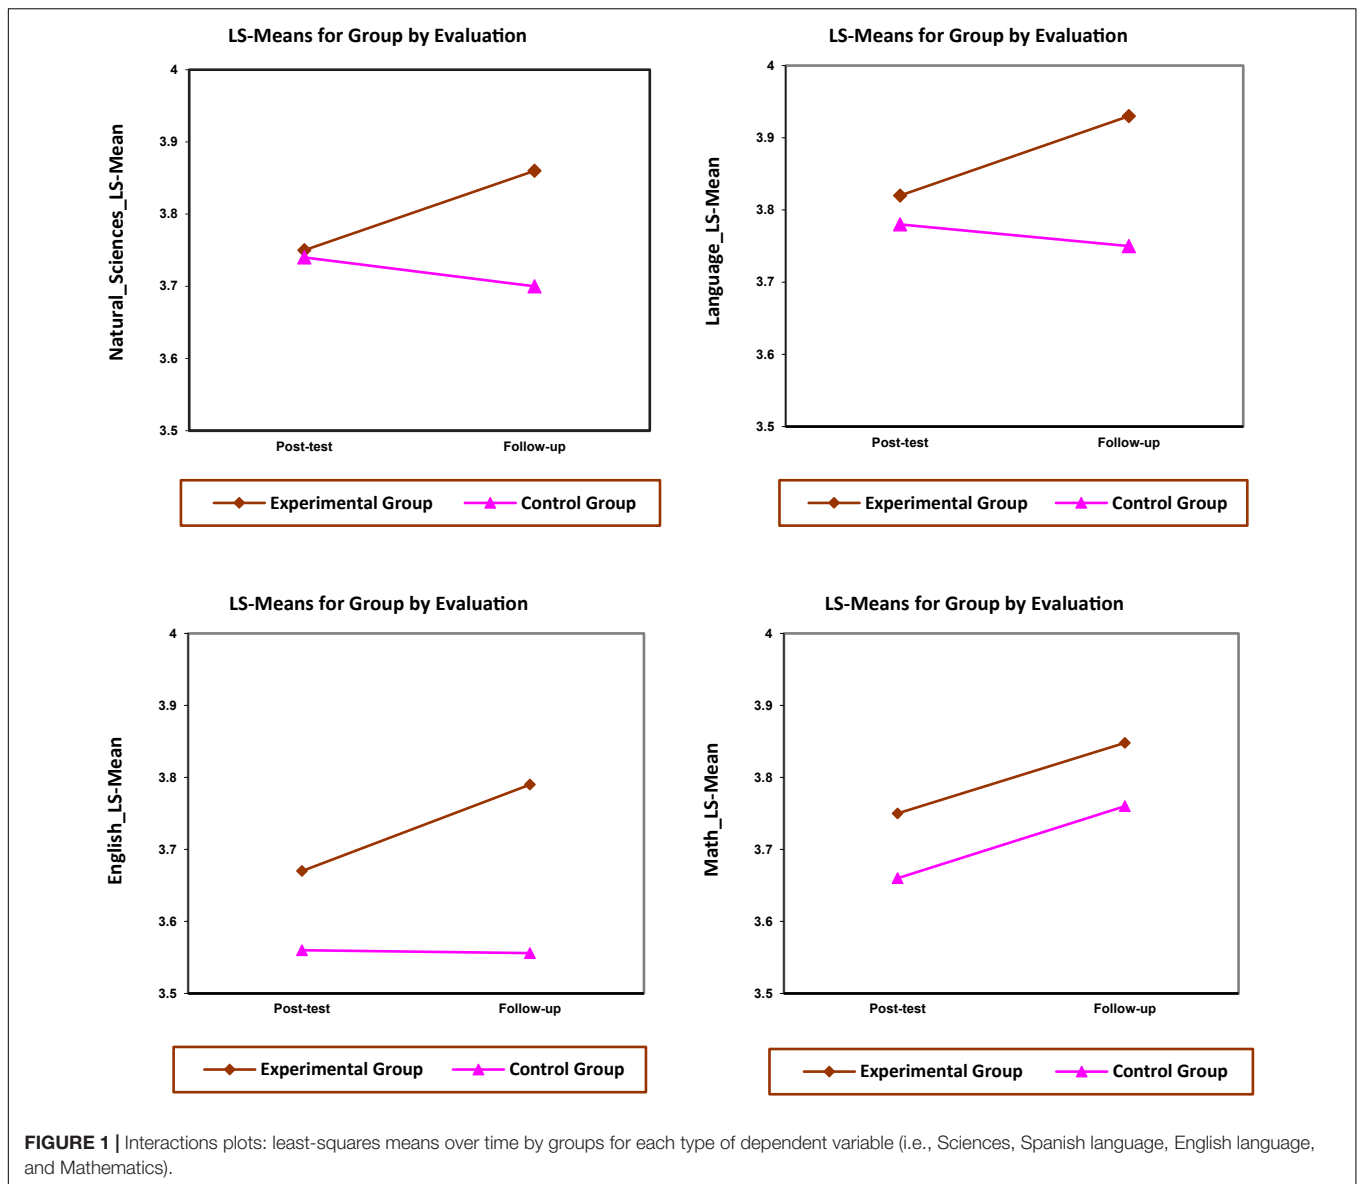 LS-Means for Group by Evaluation
Natural_Sciences_LS-Mean
4
3.9
3.8
3.7
3.6
3.5
Post-test
Follow-up
Experimental Group
Control Group
LS-Means for Group by Evaluation
Language_LS-Mean
4
3.9
3.8
3.7
3.6
3.5
Post-test
Follow-up
Experimental Group
Control Group
LS-Means for Group by Evaluation
English_LS-Mean
4
3.9
3.8
3.7
3.6
3.5
Post-test
Follow-up
Experimental Group
Control Group
LS-Means for Group by Evaluation
Math_LS-Mean
4
3.9
3.8
3.7
3.6
3.5
Post-test
Follow-up
Experimental Group
Control Group
FIGURE 1 | Interactions plots: least-squares means over time by groups for each type of dependent variable (i.e., Sciences, Spanish language, English language,
and Mathematics).